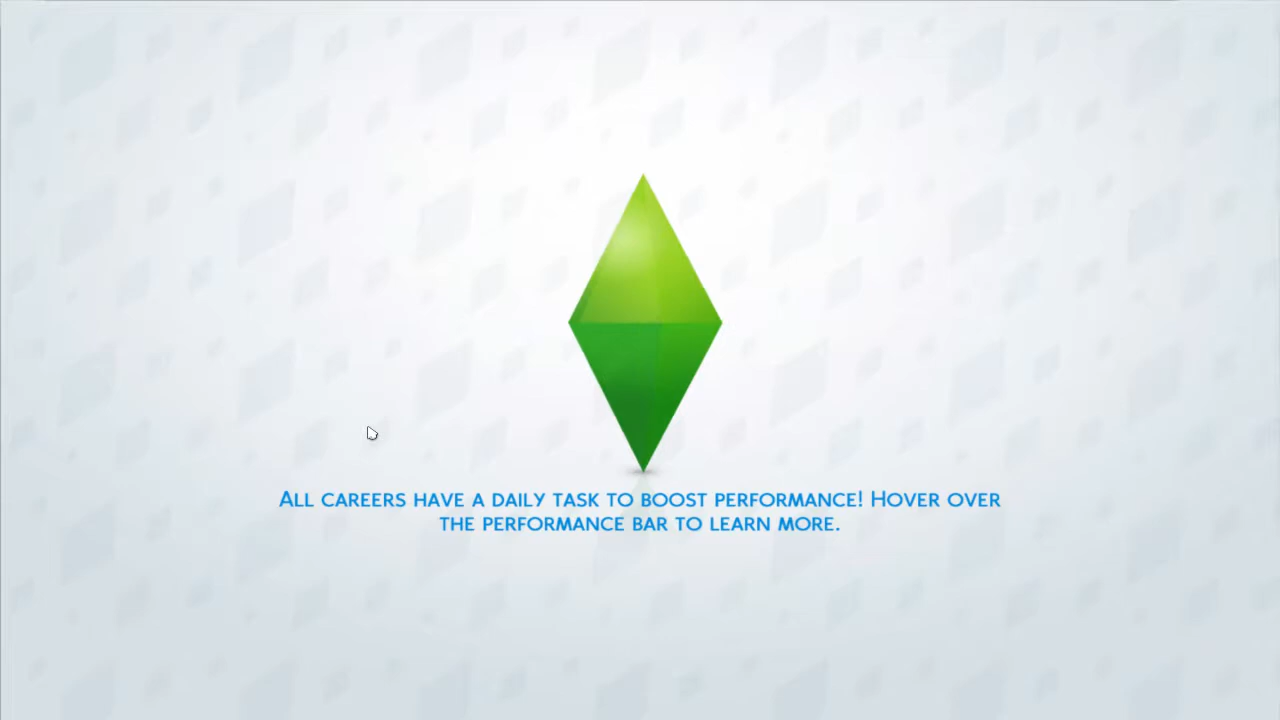 All careers have a daily task to boost performance! Hover over
the performance bar to learn more.